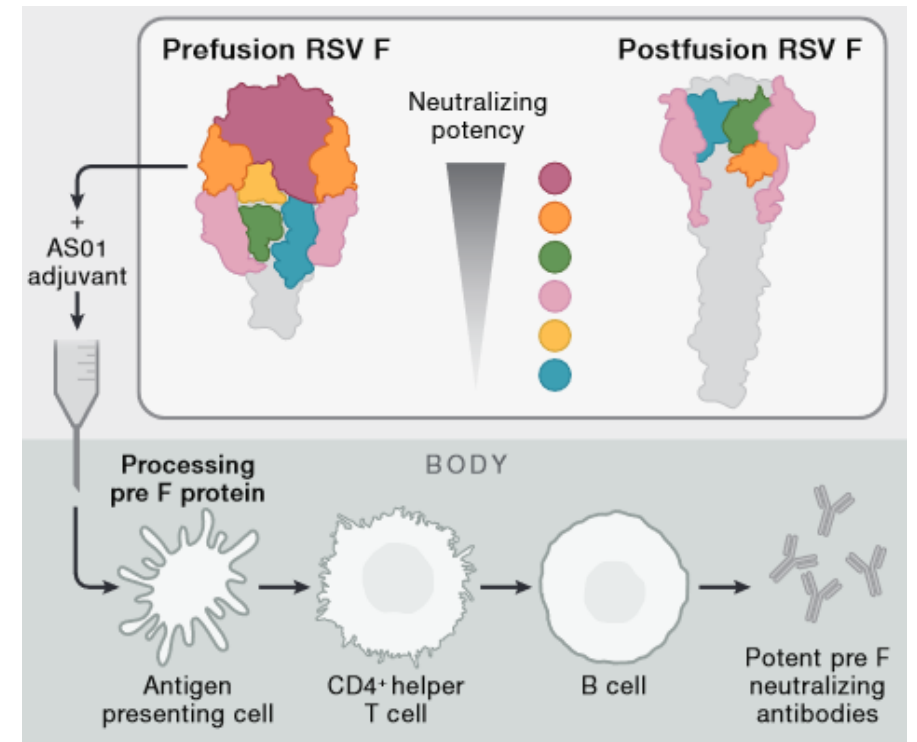 Prefusion RSV F
Postfusion RSV F
Neutralizing
potency
+
AS01
adjuvant
BODY
Processing
pre F protein
Antigen
presenting cell
CD4⁺ helper
T cell
B cell
Potent pre F
neutralizing
antibodies